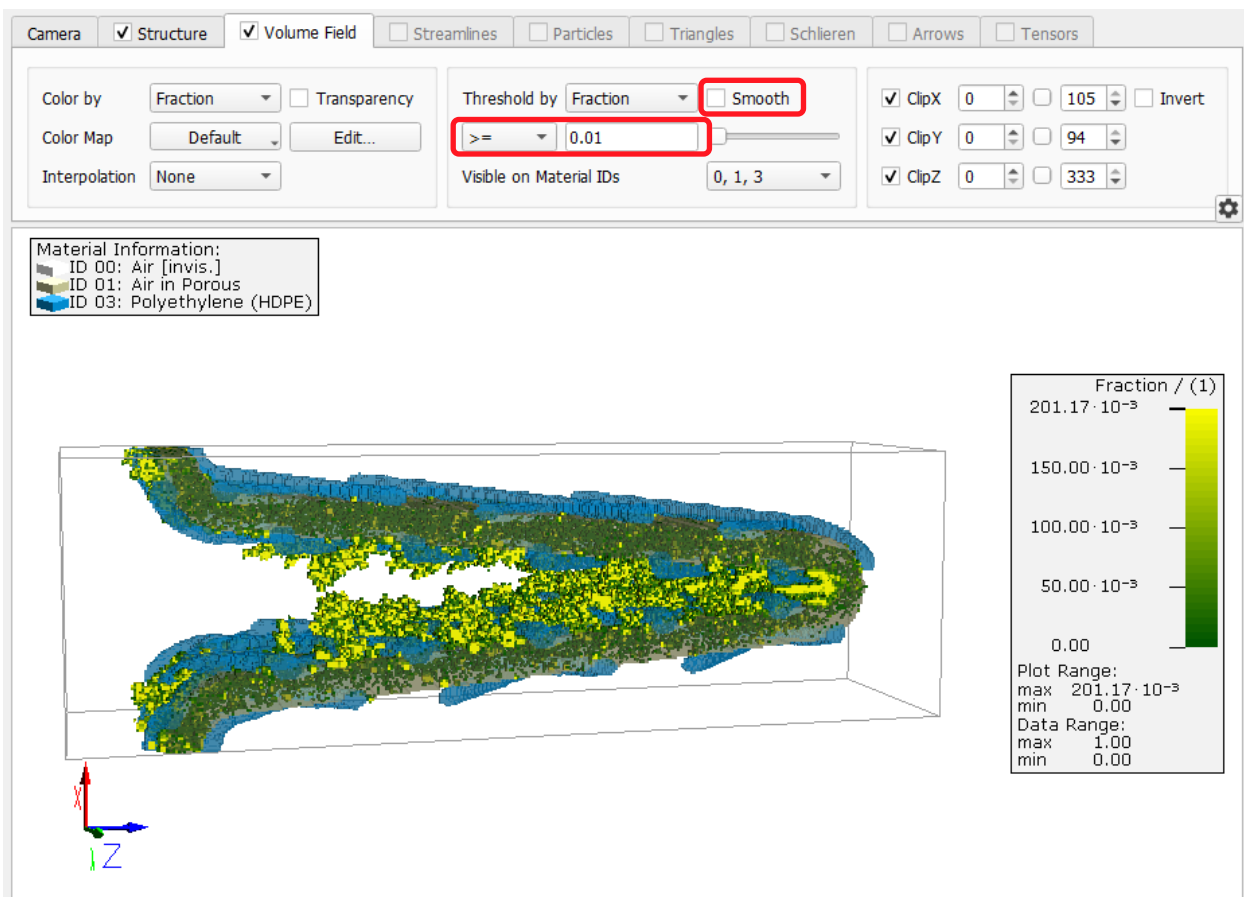 Camera Structure Volume Field Streamlines Particles Triangles Schlieren Arrows Tensors
Color by Fraction Transparency Threshold by Fraction Smooth ClipX 0 105 Invert
Color Map Default Edit... >= 0.01 ClipY 0 94
Interpolation None Visible on Material IDs 0, 1, 3 ClipZ 0 333
Material Information:
ID 00: Air [invis.]
ID 01: Air in Porous
ID 03: Polyethylene (HDPE)
Fraction / (1)
201.17·10⁻³
150.00·10⁻³
100.00·10⁻³
50.00·10⁻³
0.00
Plot Range:
max 201.17·10⁻³
min 0.00
Data Range:
max 1.00
min 0.00
X
Y Z